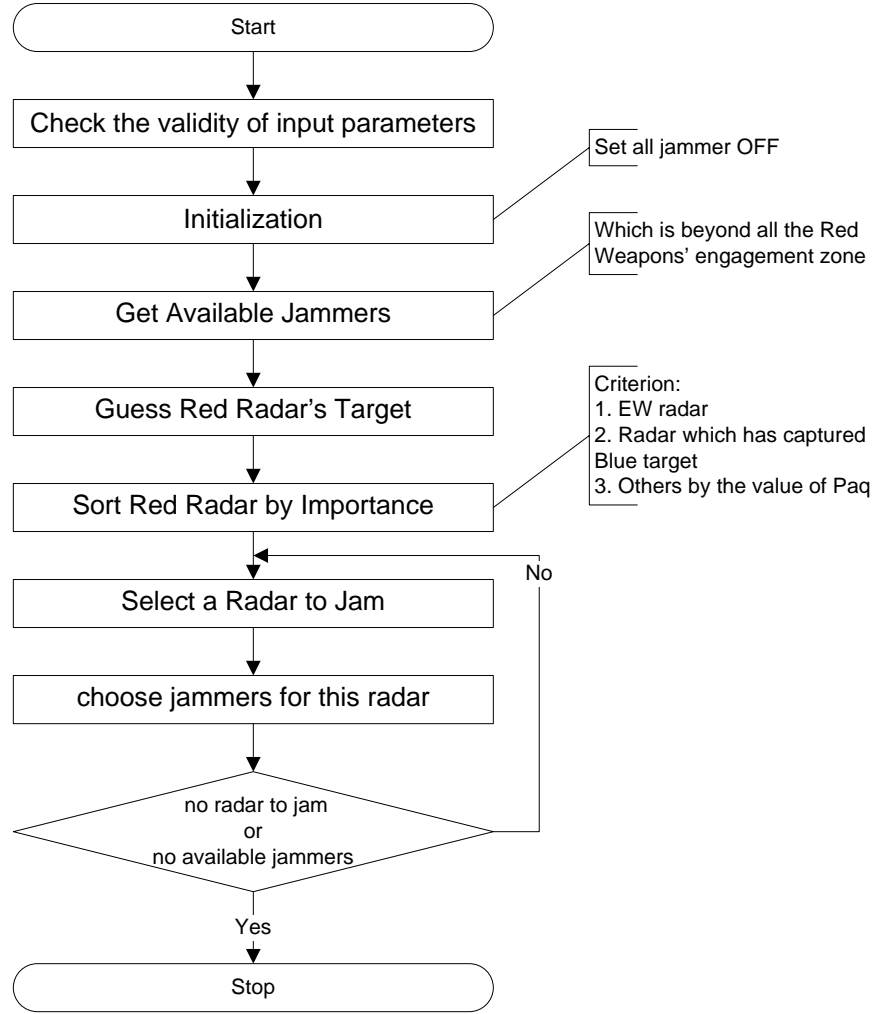 Start
Check the validity of input parameters
Set all jammer OFF
Initialization
Which is beyond all the Red
Weapons’ engagement zone
Get Available Jammers
Guess Red Radar’s Target
Criterion:
1. EW radar
2. Radar which has captured
Blue target
3. Others by the value of Paq
Sort Red Radar by Importance
No
Select a Radar to Jam
choose jammers for this radar
no radar to jam
or
no available jammers
Yes
Stop